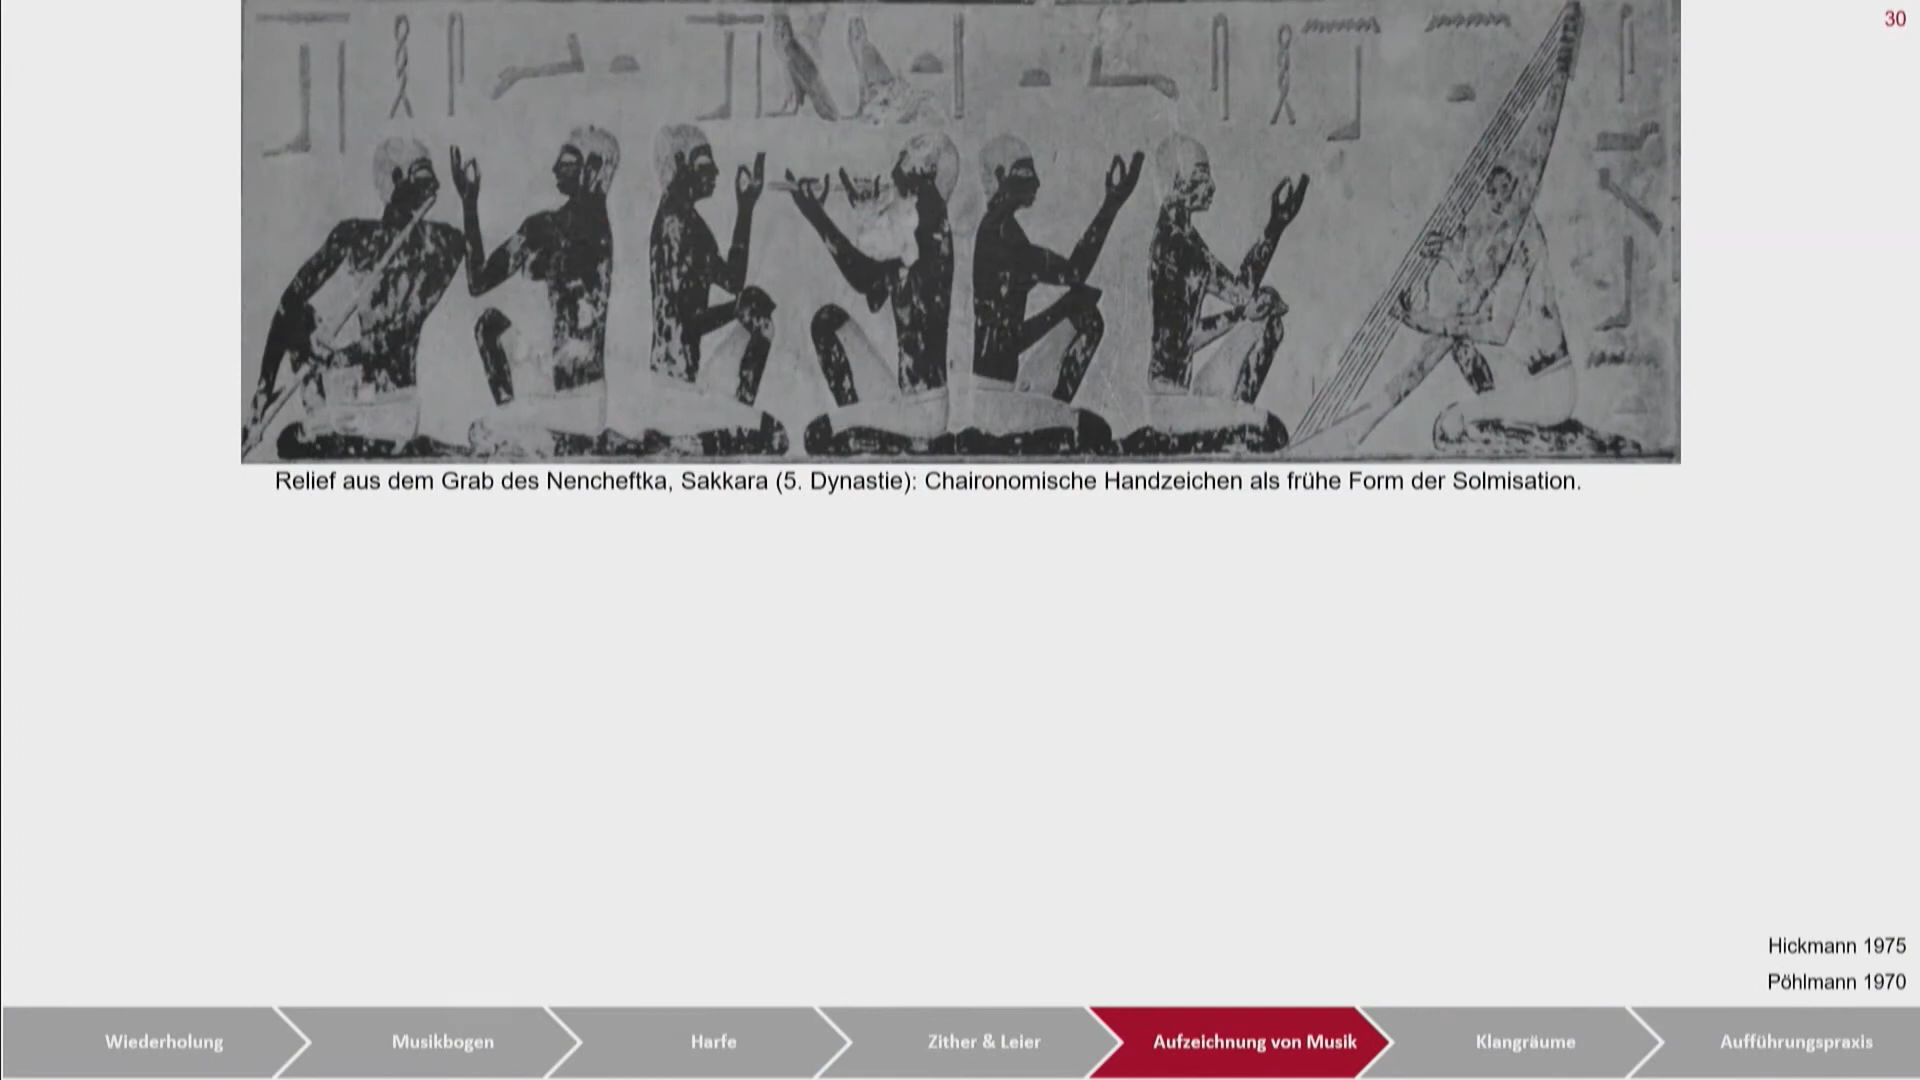 30
Relief aus dem Grab des Nencheftka, Sakkara (5. Dynastie): Chaironomische Handzeichen als frühe Form der Solmisation.
Hickmann 1975
Pöhlmann 1970
Wiederholung
Musikbogen
Harfe
Zither & Leier
Aufzeichnung von Musik
Klangräume
Aufführungspraxis